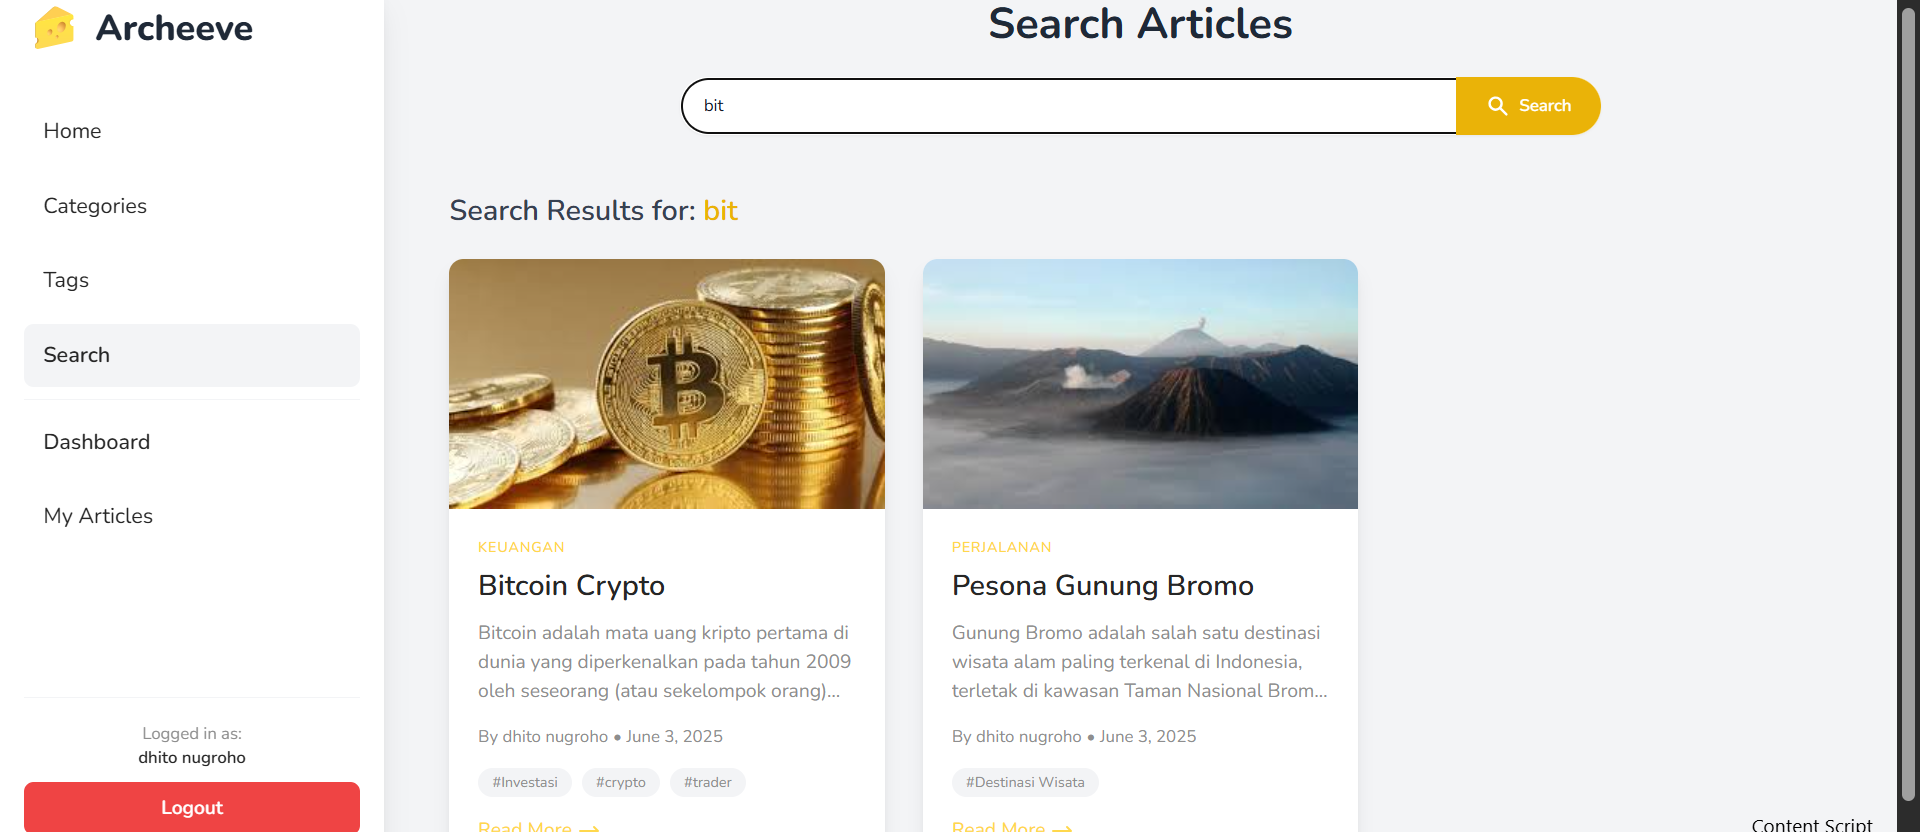 Archeeve
Home
Categories
Tags
Search
Dashboard
My Articles
Logged in as:
dhito nugroho
Logout
Search Articles
bit
Search
Search Results for: bit
KEUANGAN
Bitcoin Crypto
Bitcoin adalah mata uang kripto pertama di
dunia yang diperkenalkan pada tahun 2009
oleh seseorang (atau sekelompok orang)...
By dhito nugroho • June 3, 2025
#Investasi #crypto #trader
Read More →
PERJALANAN
Pesona Gunung Bromo
Gunung Bromo adalah salah satu destinasi
wisata alam paling terkenal di Indonesia,
terletak di kawasan Taman Nasional Brom...
By dhito nugroho • June 3, 2025
#Destinasi Wisata
Read More →
Content Script